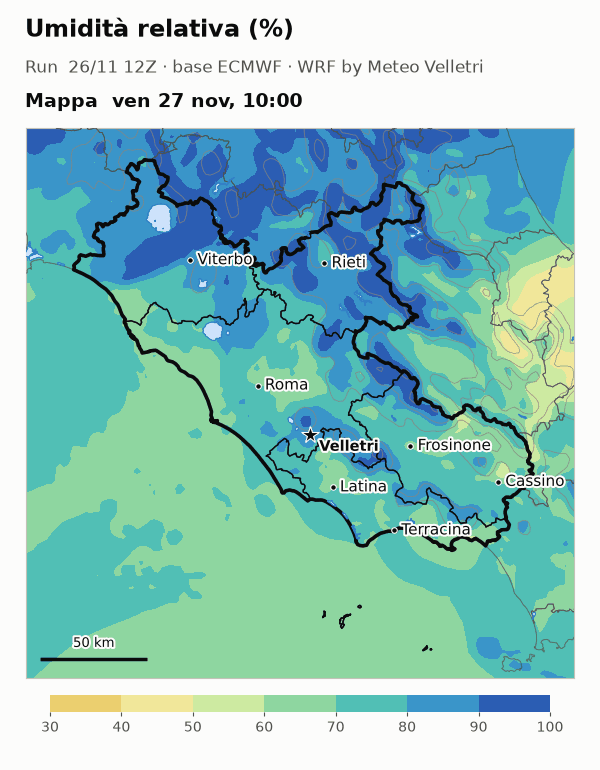 Umidità relativa (%)
Run  26/11 12Z · base ECMWF · WRF by Meteo Velletri
Mappa  ven 27 nov, 10:00
Viterbo
Rieti
Roma
Velletri
Frosinone
Cassino
Latina
Terracina
50 km
30 40 50 60 70 80 90 100